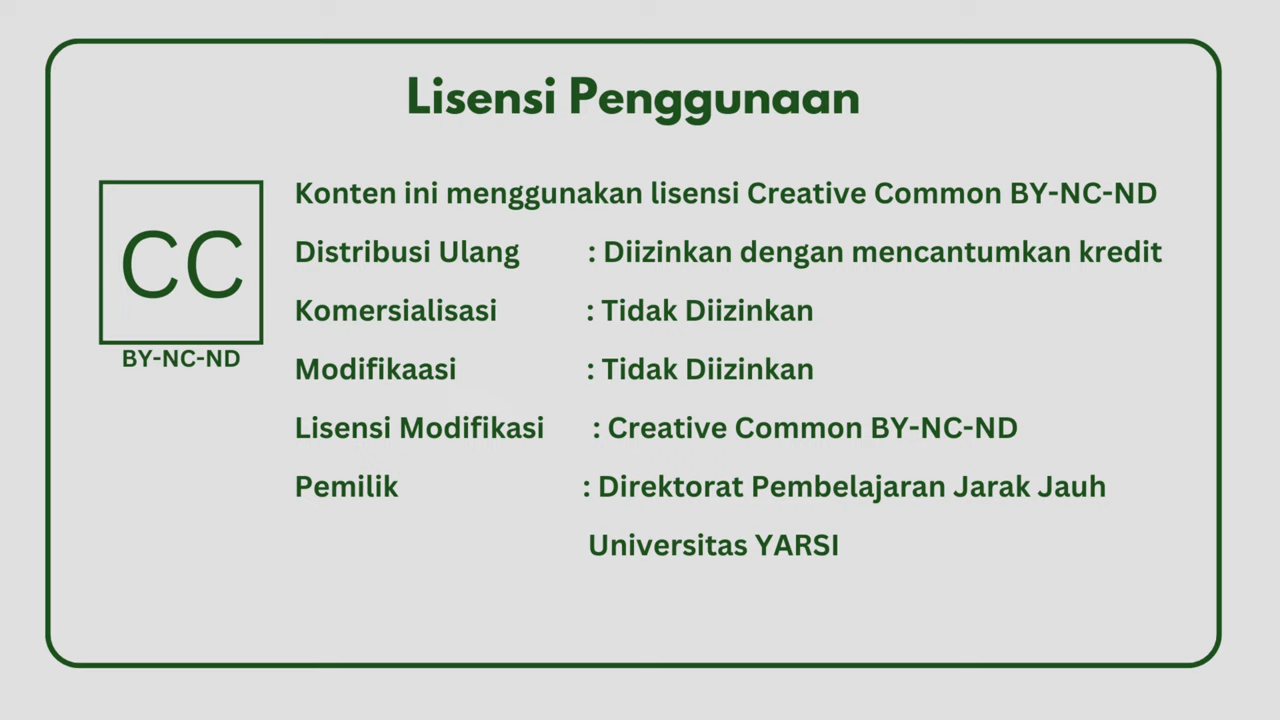 Lisensi Penggunaan
CC
BY-NC-ND
Konten ini menggunakan lisensi Creative Common BY-NC-ND
Distribusi Ulang : Diizinkan dengan mencantumkan kredit
Komersialisasi : Tidak Diizinkan
Modifikaasi : Tidak Diizinkan
Lisensi Modifikasi : Creative Common BY-NC-ND
Pemilik : Direktorat Pembelajaran Jarak Jauh
Universitas YARSI